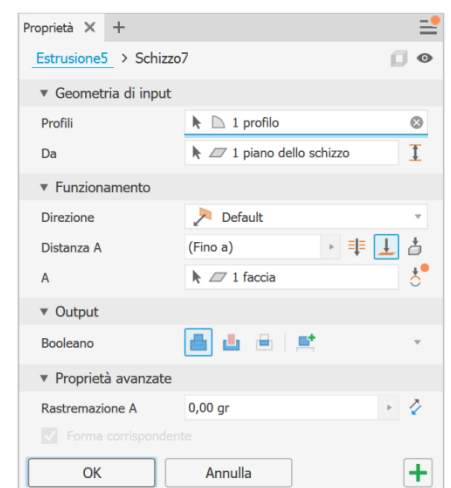 Proprietà
Estrusione5 > Schizzo7
Geometria di input
Profili 1 profilo
Da 1 piano dello schizzo
Funzionamento
Direzione Default
Distanza A (Fino a)
A 1 faccia
Output
Booleano
Proprietà avanzate
Rastremazione A 0,00 gr
Forma corrispondente
OK Annulla